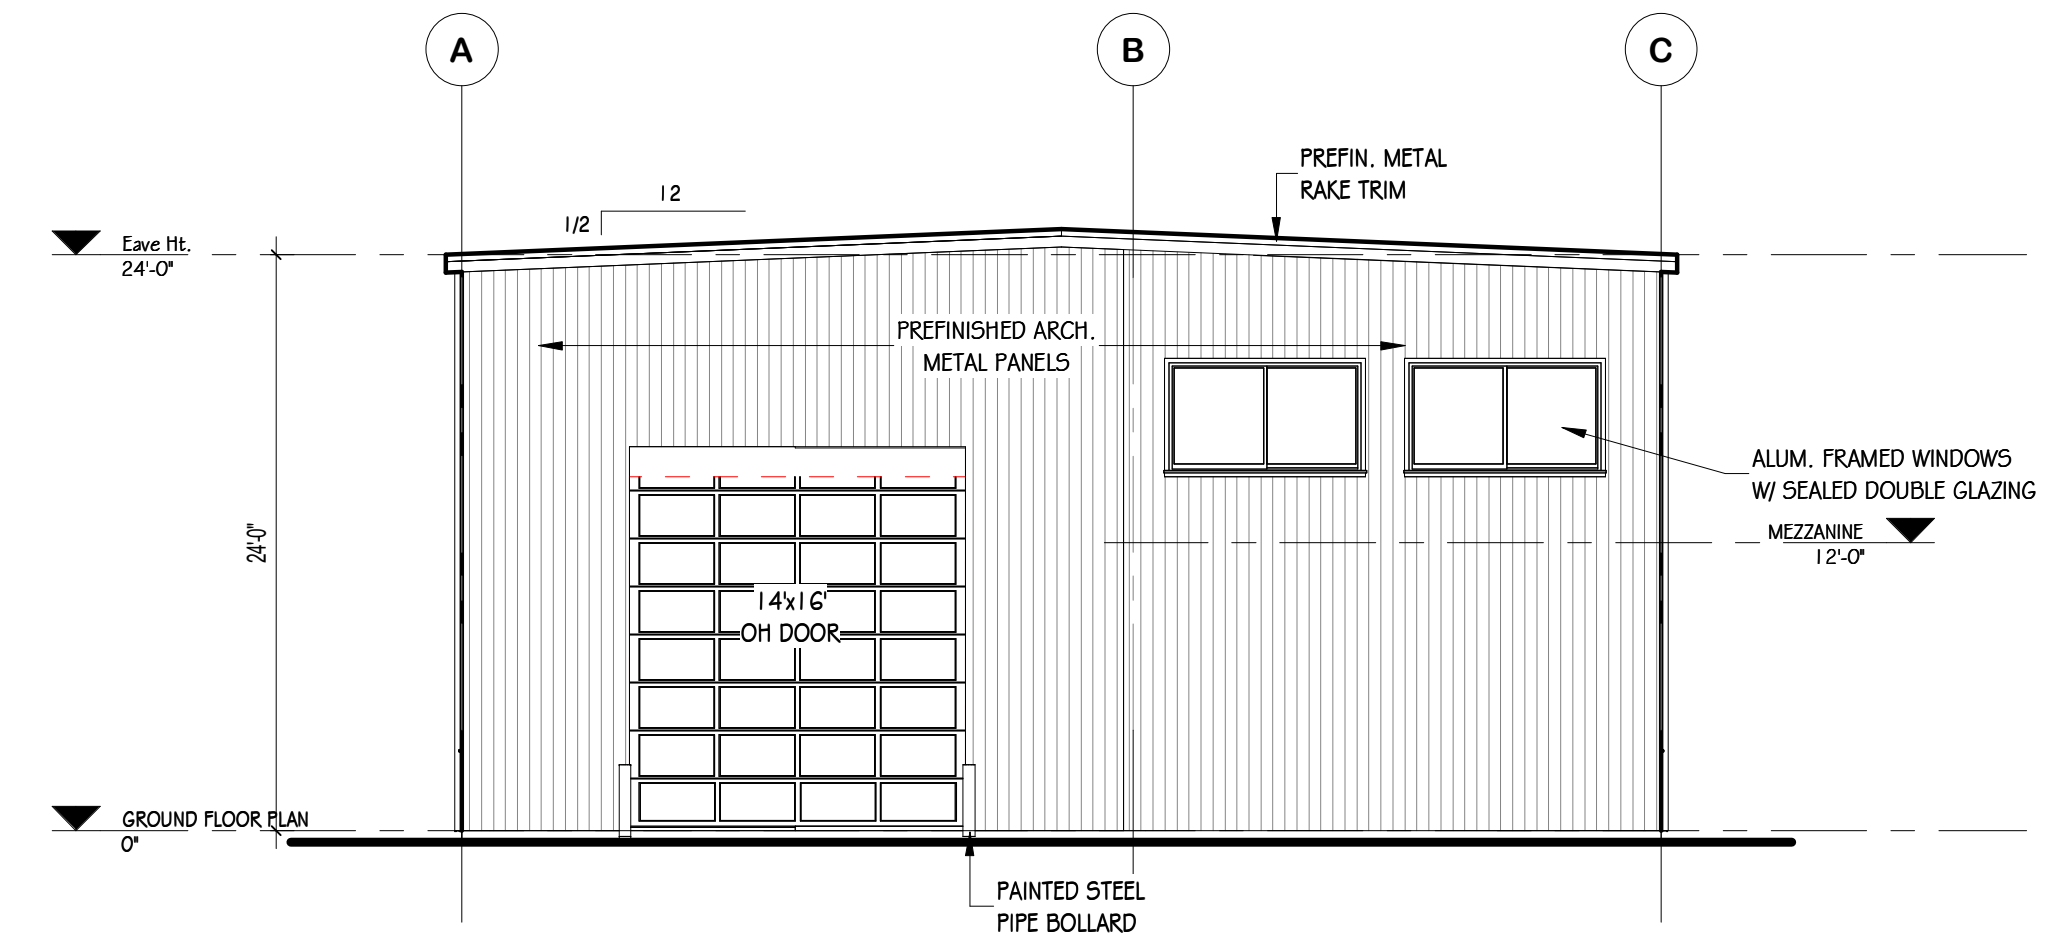 A
B
C
PREFIN. METAL
RAKE TRIM
12
1/2
Eave Ht.
24'-0"
PREFINISHED ARCH.
METAL PANELS
ALUM. FRAMED WINDOWS
W/ SEALED DOUBLE GLAZING
MEZZANINE
12'-0"
24'-0"
14'x16'
OH DOOR
GROUND FLOOR PLAN
0"
PAINTED STEEL
PIPE BOLLARD